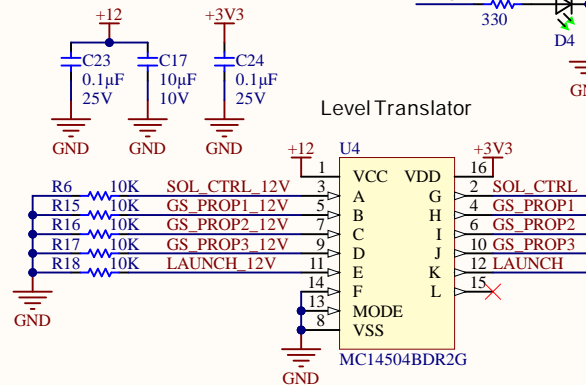 +12
+3V3
330
C23
0.1µF
25V
C17
10µF
10V
C24
0.1µF
25V
D4
GND
GND
GND
Level Translator
+12
U4
+3V3
1 VCC VDD 16
R6 10K SOL_CTRL_12V 3 A G 2 SOL_CTRL
R15 10K GS_PROP1_12V 5 B H 4 GS_PROP1
R16 10K GS_PROP2_12V 7 C I 6 GS_PROP2
R17 10K GS_PROP3_12V 9 D J 10 GS_PROP3
R18 10K LAUNCH_12V 11 E K 12 LAUNCH
14 F L 15
13 MODE
8 VSS
GND
MC14504BDR2G
GND